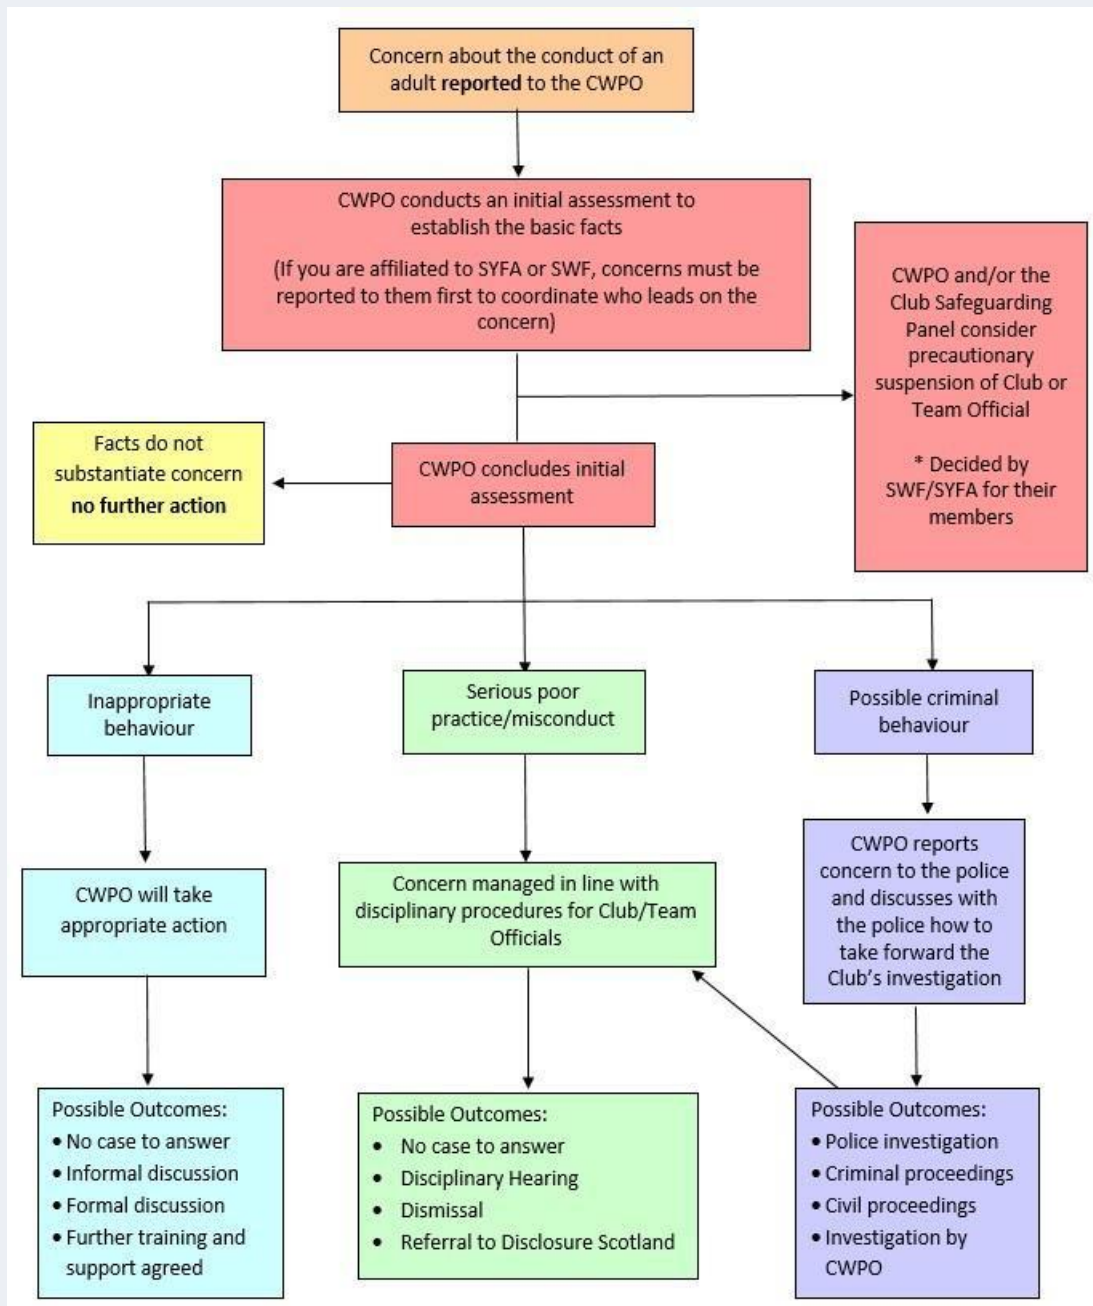 Concern about the conduct of an
adult reported to the CWPO
CWPO conducts an initial assessment to
establish the basic facts
(If you are affiliated to SYFA or SWF, concerns must be
reported to them first to coordinate who leads on the
concern)
CWPO and/or the
Club Safeguarding
Panel consider
precautionary
suspension of Club or
Team Official
* Decided by
SWF/SYFA for their
members
Facts do not
substantiate concern
no further action
CWPO concludes initial
assessment
Inappropriate
behaviour
Serious poor
practice/misconduct
Possible criminal
behaviour
CWPO will take
appropriate action
Concern managed in line with
disciplinary procedures for Club/Team
Officials
CWPO reports
concern to the police
and discusses with
the police how to
take forward the
Club's investigation
Possible Outcomes:
• No case to answer
• Informal discussion
• Formal discussion
• Further training and
support agreed
Possible Outcomes:
• No case to answer
• Disciplinary Hearing
• Dismissal
• Referral to Disclosure Scotland
Possible Outcomes:
• Police investigation
• Criminal proceedings
• Civil proceedings
• Investigation by
CWPO